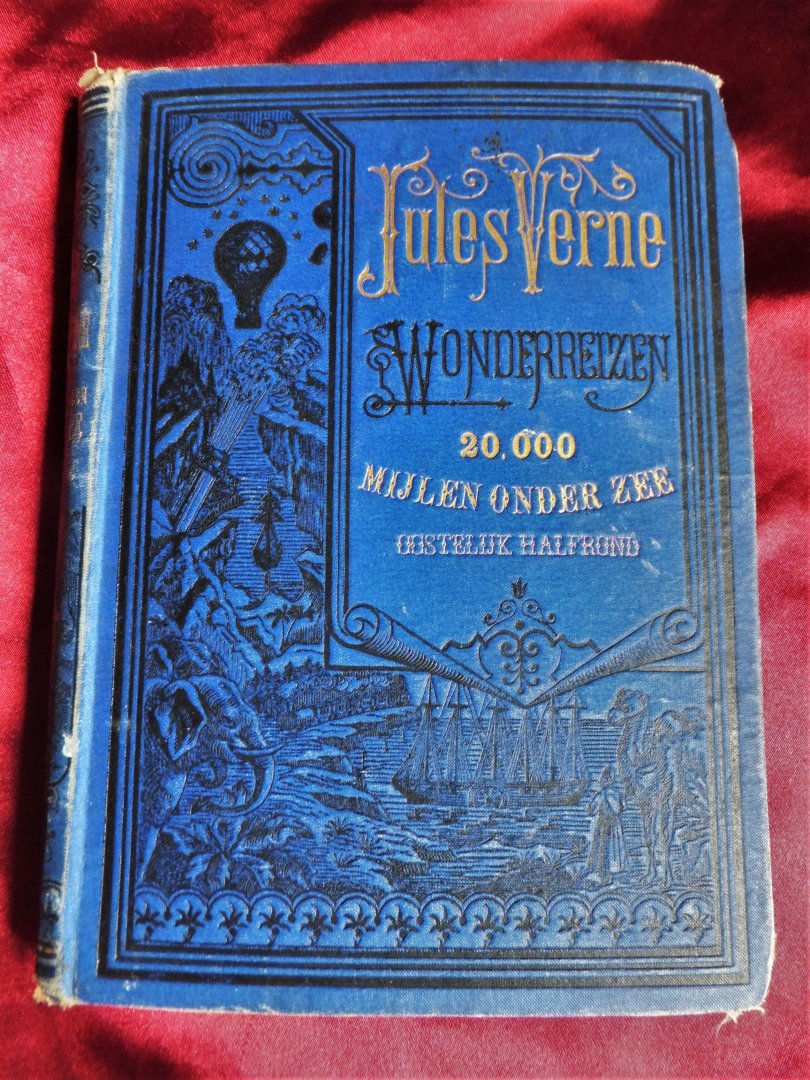 Jules Verne
WONDERREIZEN
20.000
MIJLEN ONDER ZEE
OOSTELIJK HALFROND